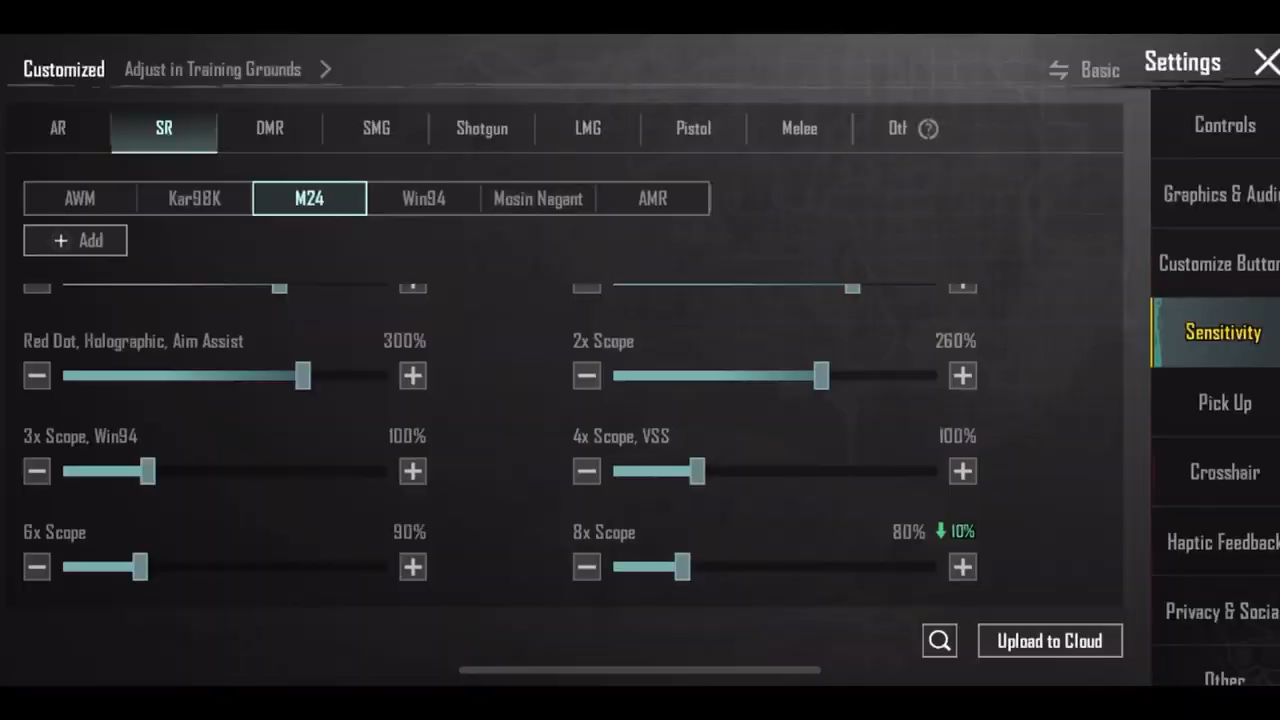 Customized Adjust in Training Grounds
Basic
Settings
AR SR DMR SMG Shotgun LMG Pistol Melee Otl ?
AWM Kar98K M24 Win94 Mosin Nagant AMR
+ Add
Red Dot, Holographic, Aim Assist 300%
2x Scope 260%
3x Scope, Win94 100%
4x Scope, VSS 100%
6x Scope 90%
8x Scope 80% 10%
Upload to Cloud
Controls
Graphics & Audi
Customize Button
Sensitivity
Pick Up
Crosshair
Haptic Feedback
Privacy & Socia
Other